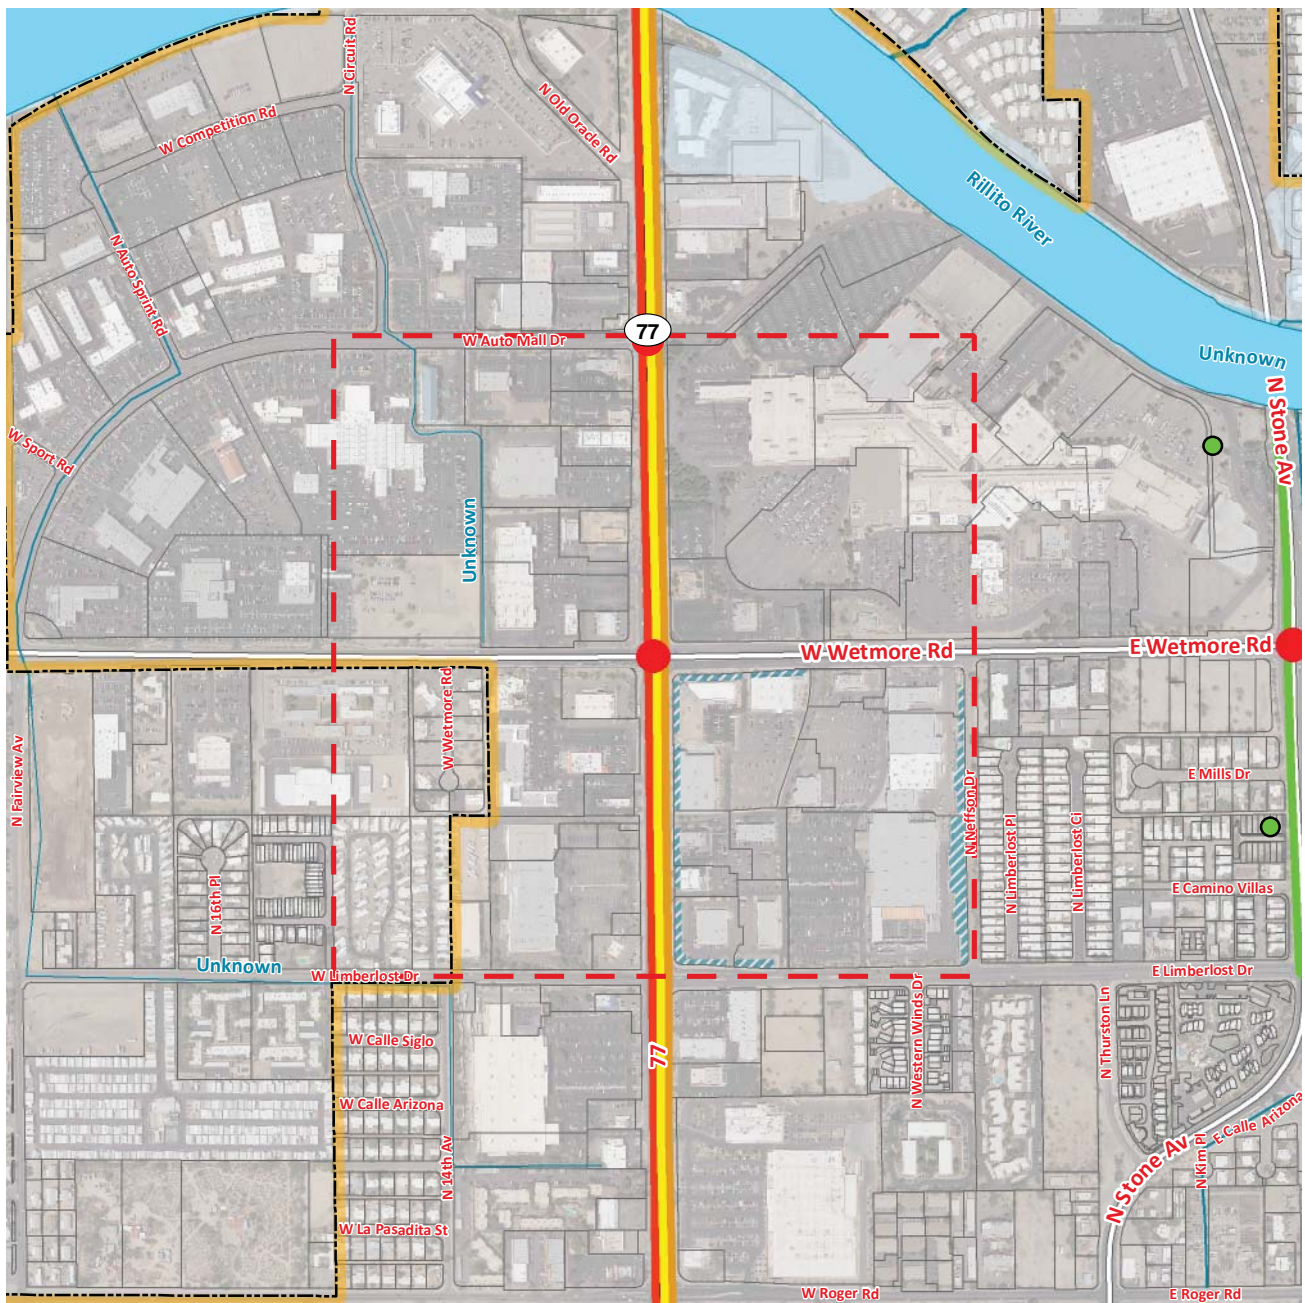 N Circuit Rd
N Old Oracle Rd
W Competition Rd
Rillito River
N Auto Sprint Rd
77
W Auto Mall Dr
Unknown
N Stone Av
W Sport Rd
Unknown
W Wetmore Rd
E Wetmore Rd
W Wetmore Rd
N Fairview Av
E Mills Dr
N Neffson Dr
N Limberlost Pl
N Limberlost Ci
N 16th Pl
E Camino Villas
Unknown
W Limberlost Dr
E Limberlost Dr
N Western Winds Dr
N Thurston Ln
W Calle Siglo
77
W Calle Arizona
E Calle Arizona
N 14th Av
N Stone Av
N Kim Pl
W La Pasadita St
W Roger Rd
E Roger Rd